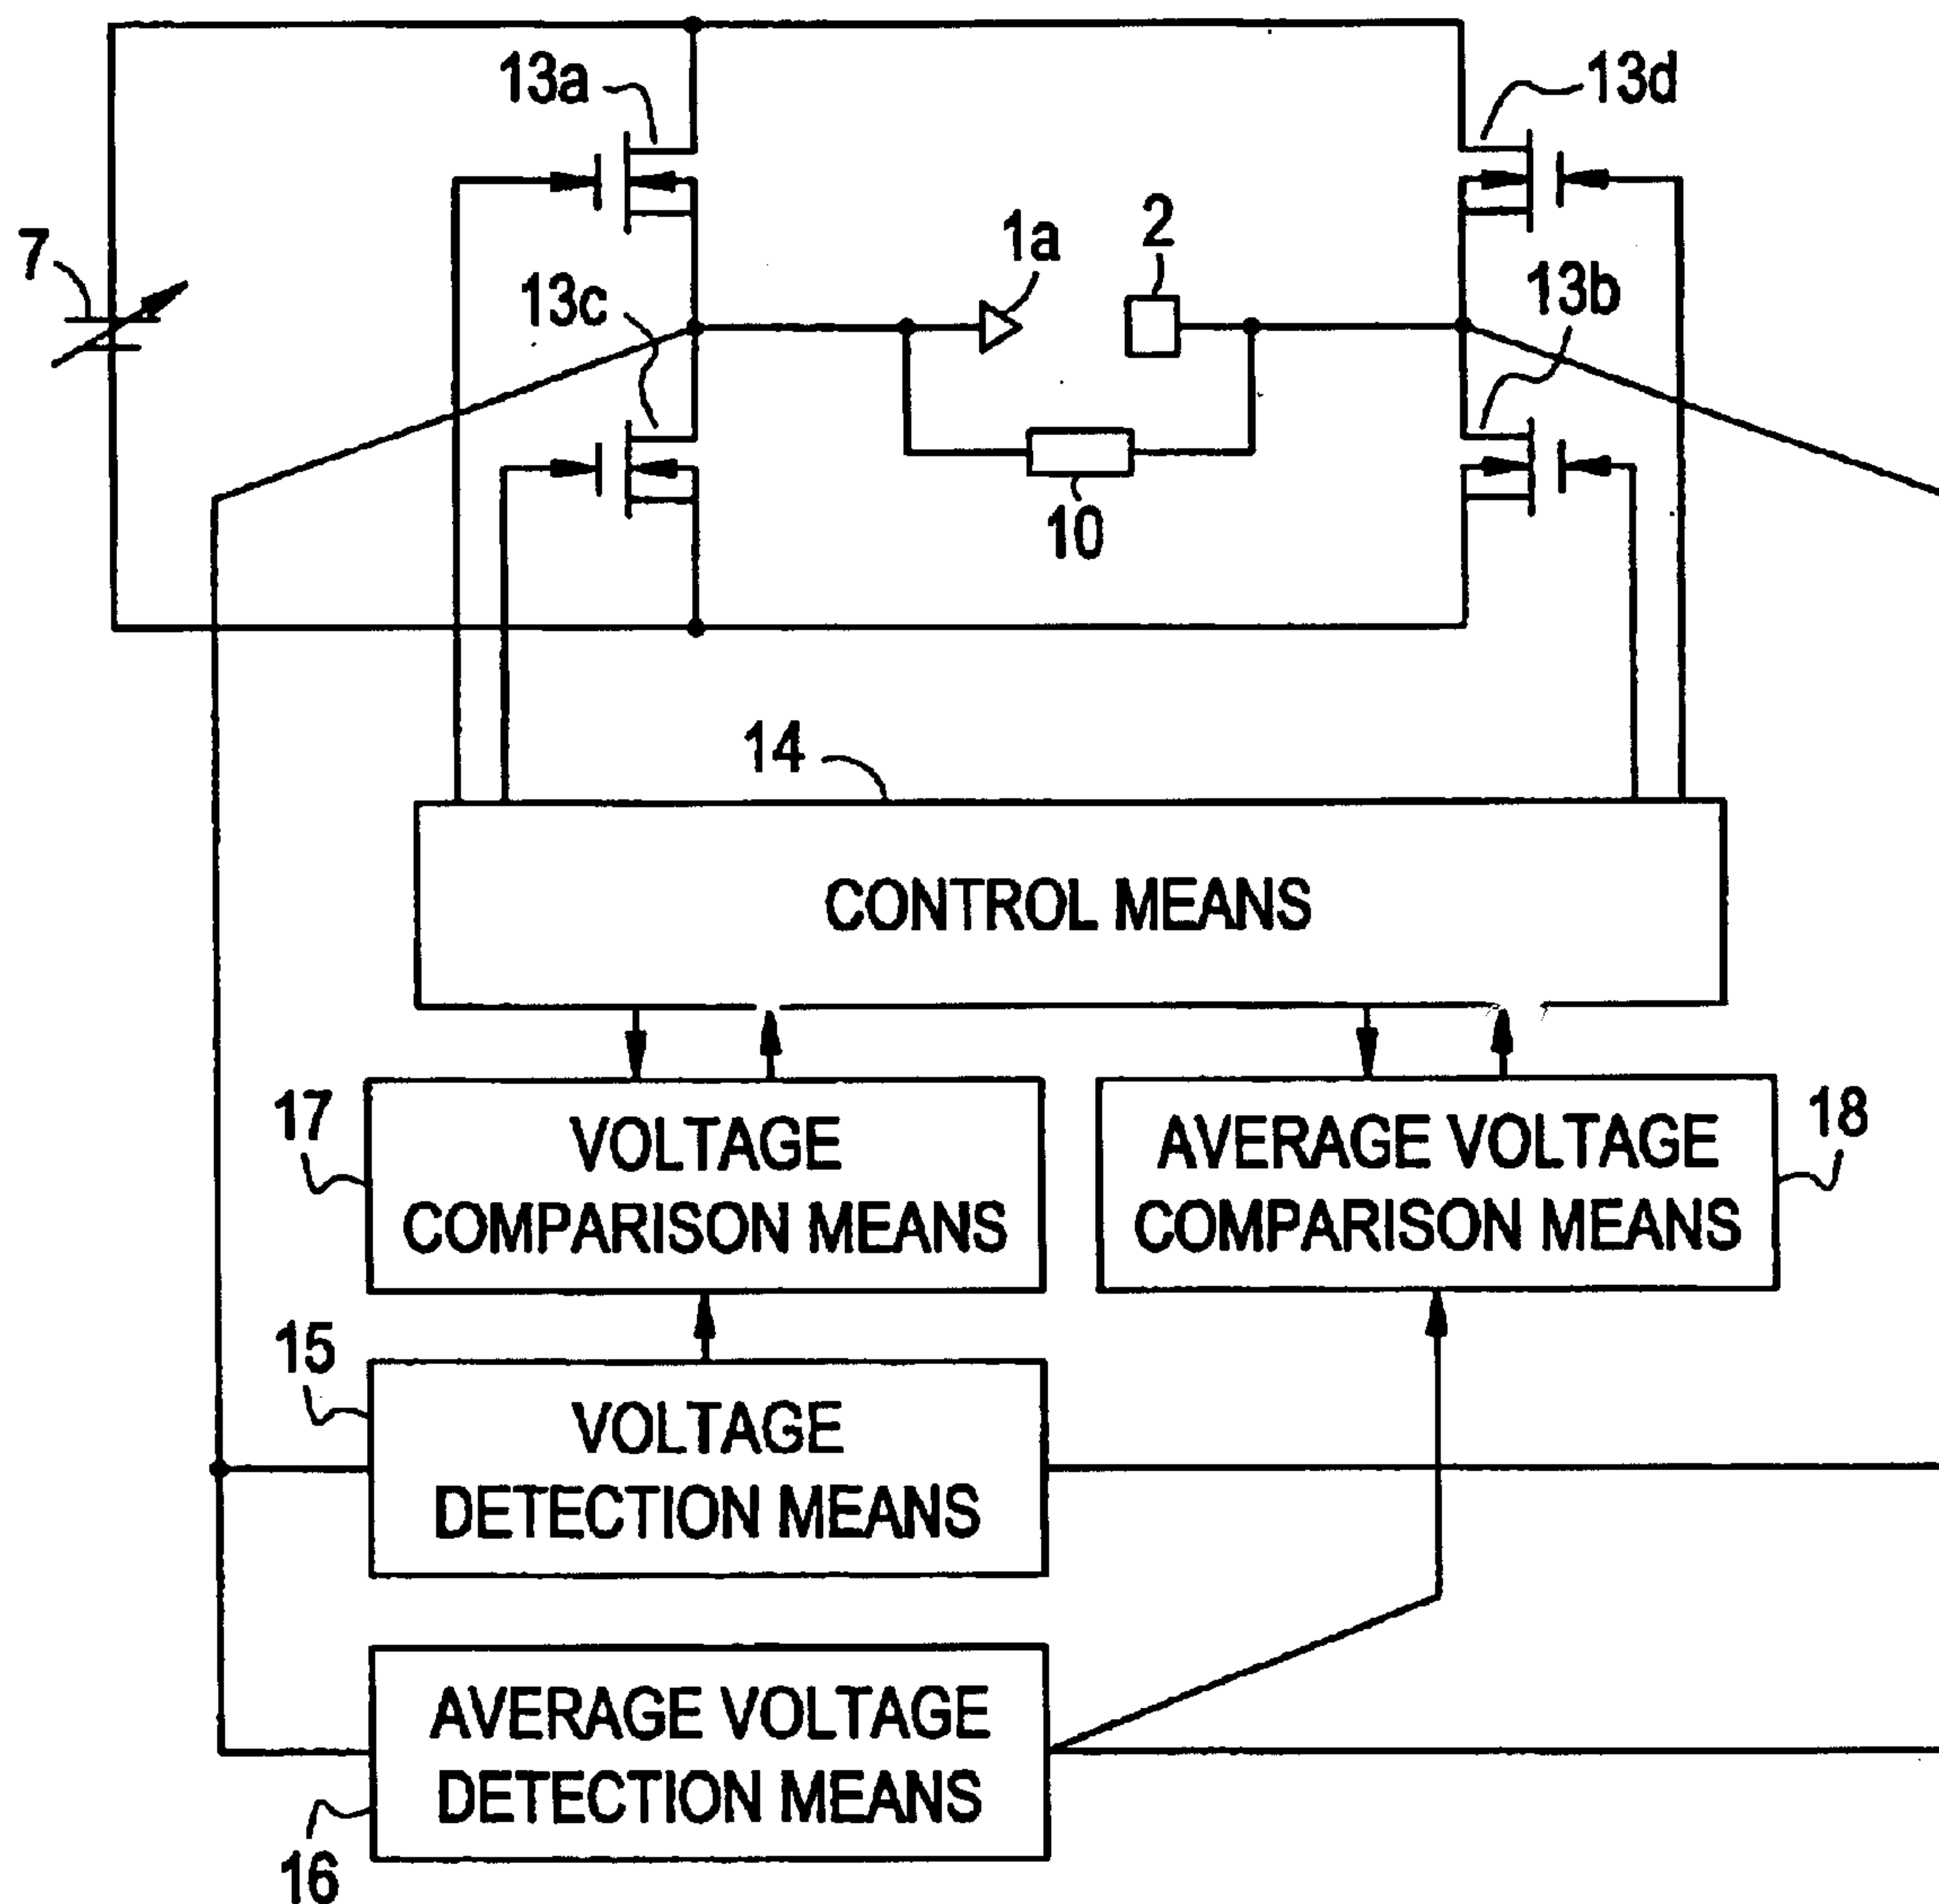 13a
13d
7
1a
2
13c
13b
10
14
CONTROL MEANS
17
VOLTAGE
COMPARISON MEANS
AVERAGE VOLTAGE
COMPARISON MEANS
18
15
VOLTAGE
DETECTION MEANS
AVERAGE VOLTAGE
DETECTION MEANS
16